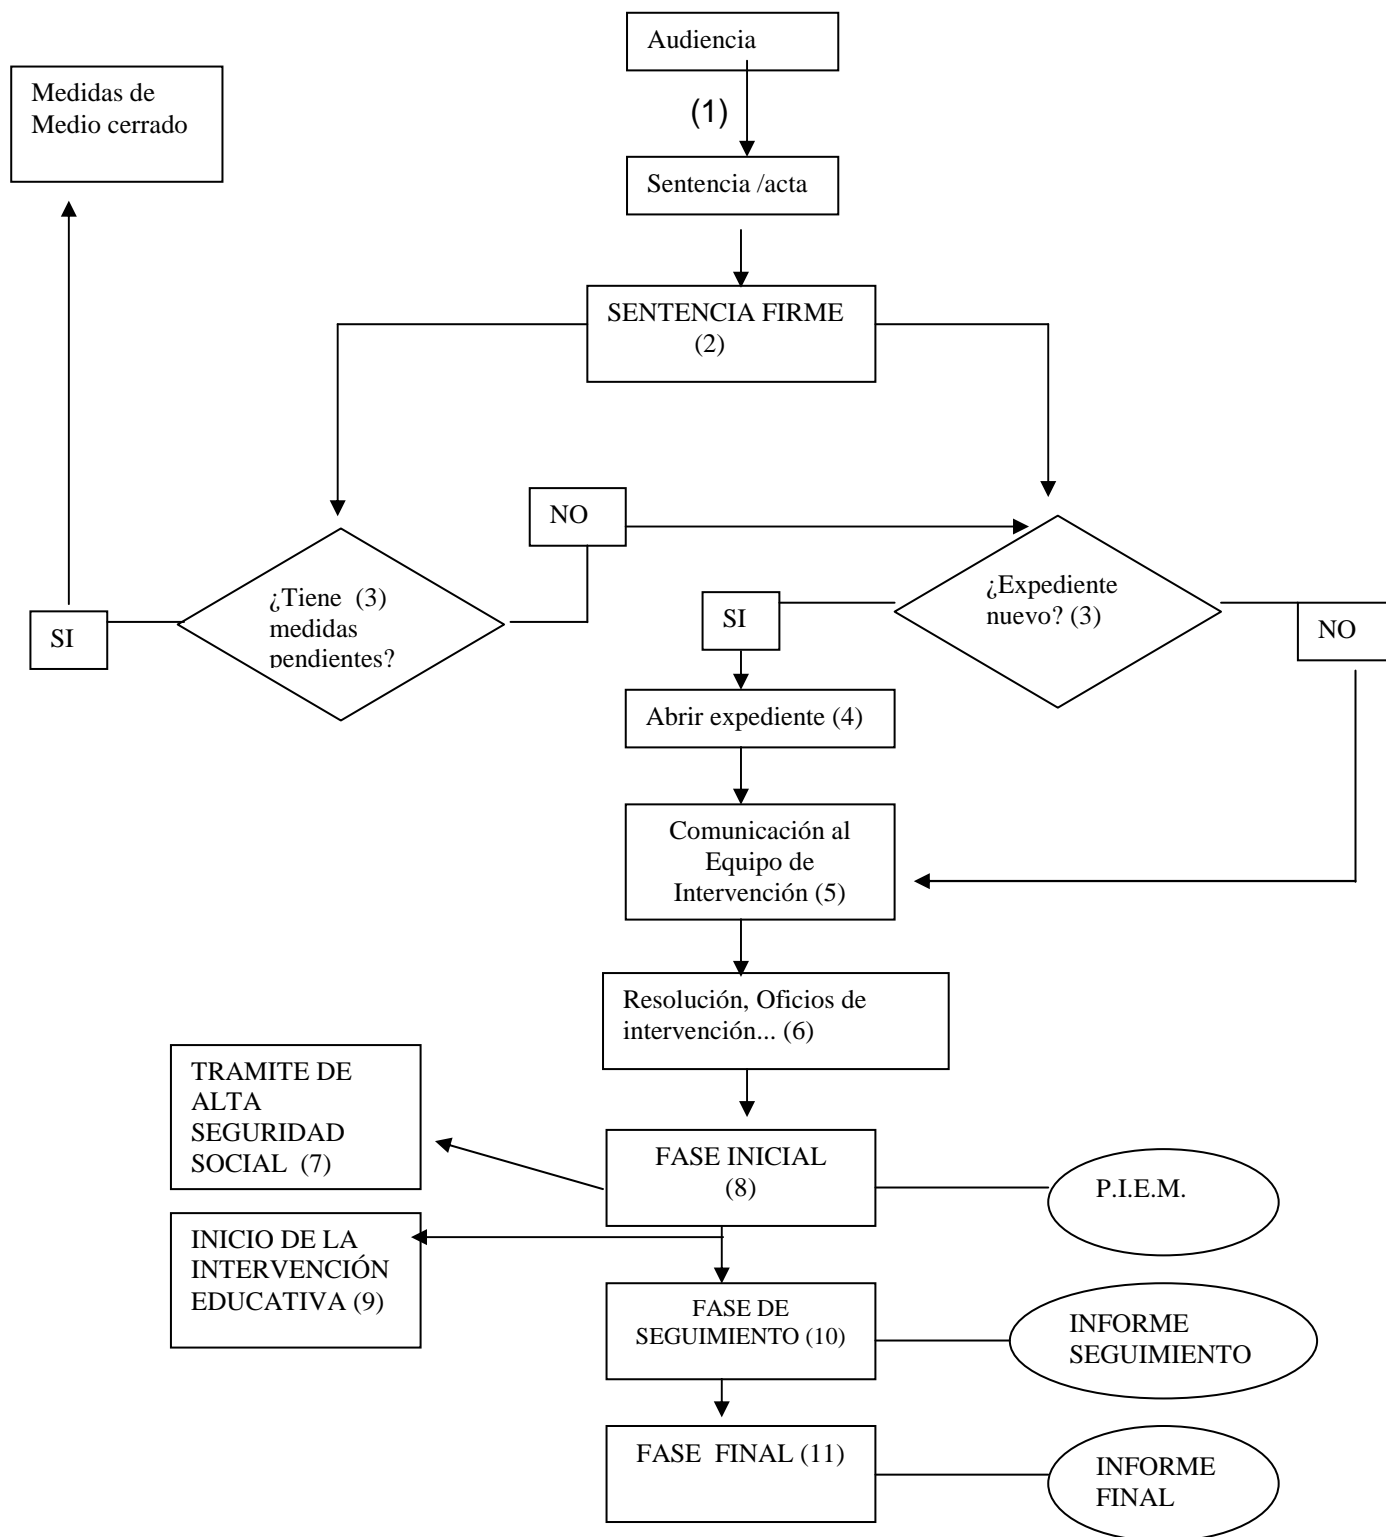 Audiencia
Medidas de
Medio cerrado
(1)
Sentencia /acta
SENTENCIA FIRME
(2)
NO
¿Tiene (3)
medidas
pendientes?
SI
¿Expediente
nuevo? (3)
SI
NO
Abrir expediente (4)
Comunicación al
Equipo de
Intervención (5)
Resolución, Oficios de
intervención... (6)
TRAMITE DE
ALTA
SEGURIDAD
SOCIAL (7)
FASE INICIAL
(8)
P.I.E.M.
INICIO DE LA
INTERVENCIÓN
EDUCATIVA (9)
FASE DE
SEGUIMIENTO (10)
INFORME
SEGUIMIENTO
FASE FINAL (11)
INFORME
FINAL